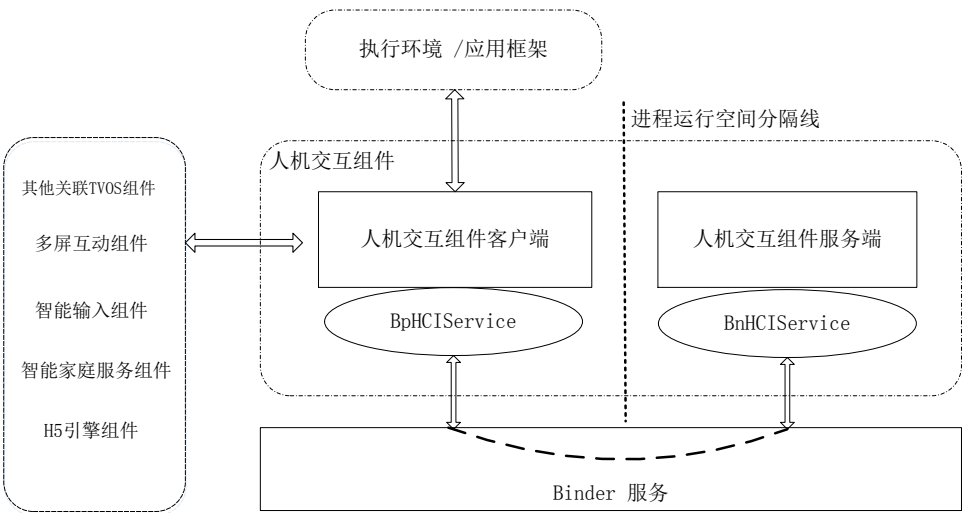 执行环境 /应用框架
进程运行空间分隔线
人机交互组件
其他关联TVOS组件
多屏互动组件
智能输入组件
智能家庭服务组件
H5引擎组件
人机交互组件客户端
人机交互组件服务端
BpHCIService
BnHCIService
Binder 服务